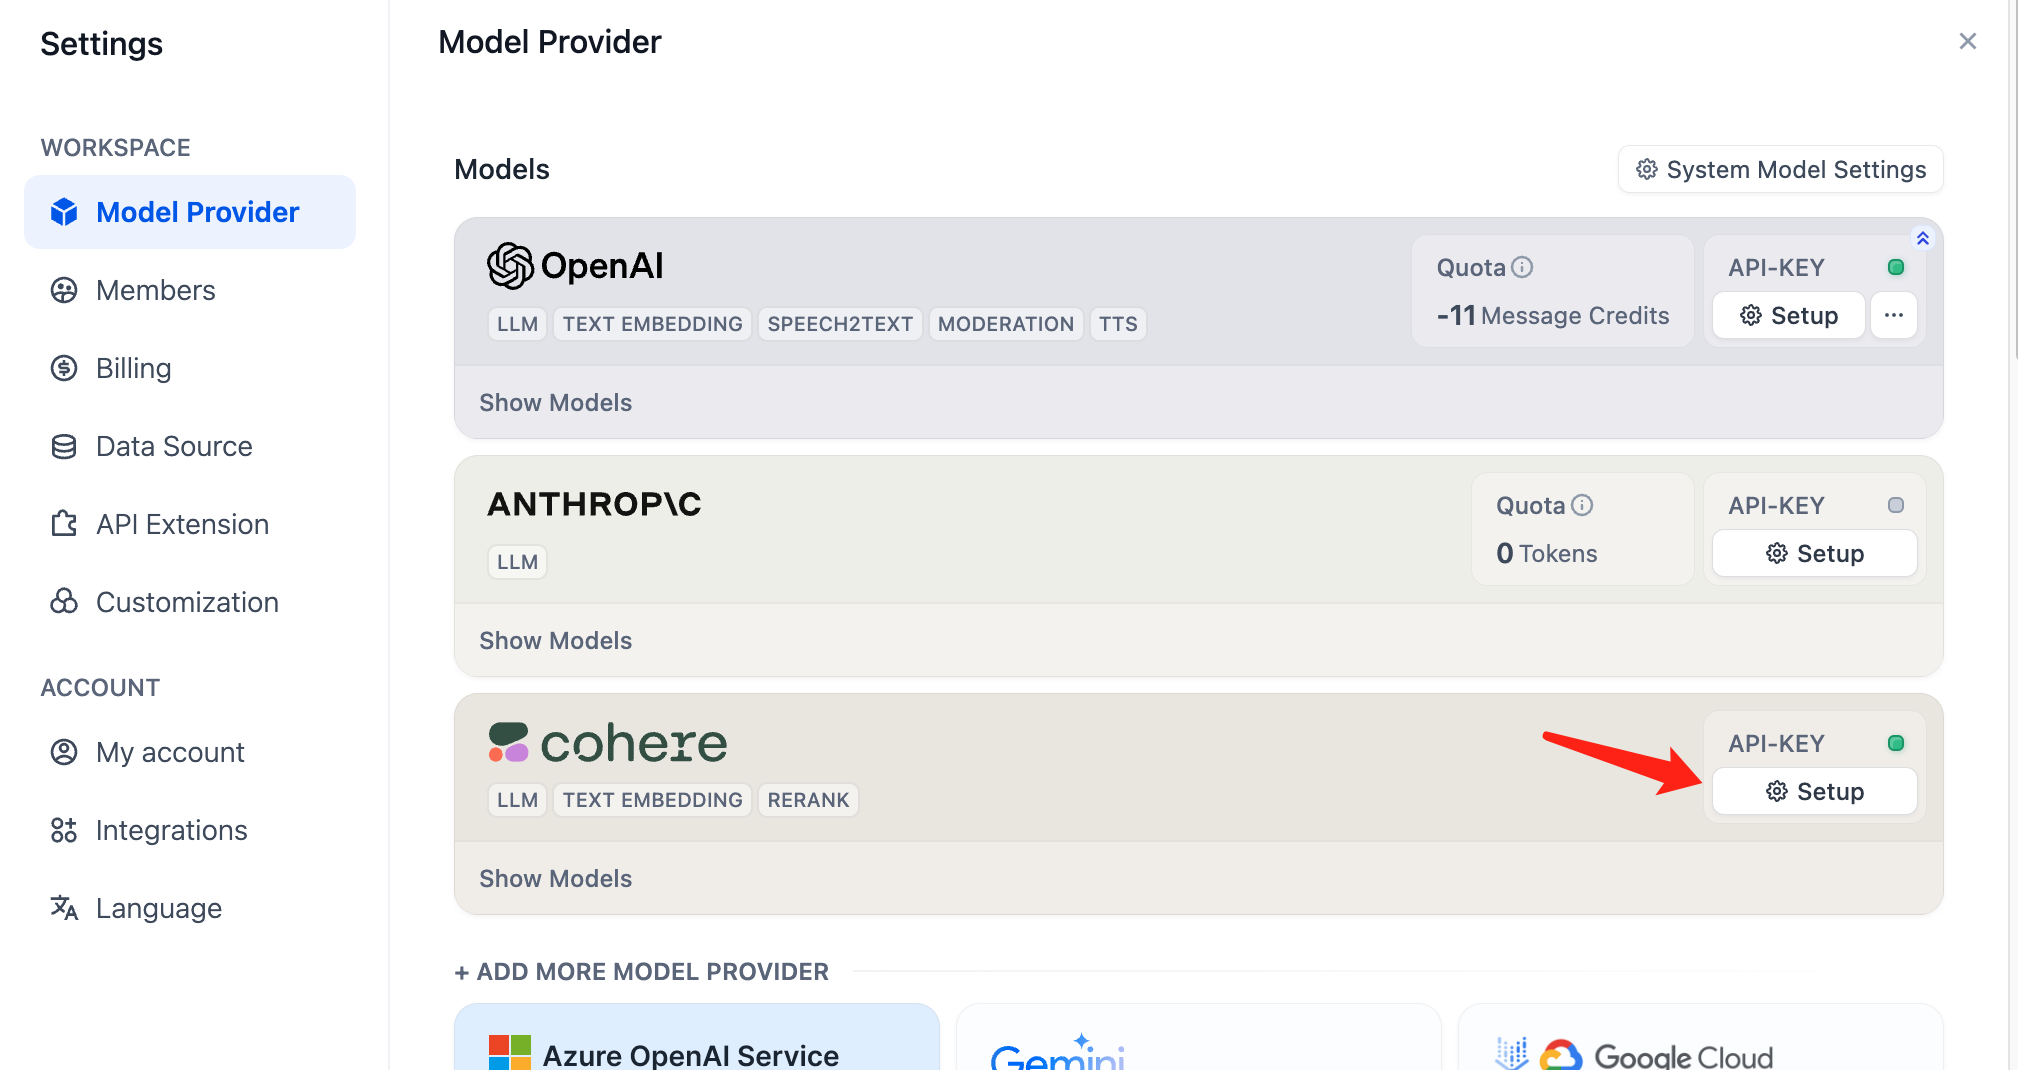 Settings
WORKSPACE
Model Provider
Members
Billing
Data Source
API Extension
Customization
ACCOUNT
My account
Integrations
Language
Model Provider
Models
System Model Settings
OpenAI
LLM TEXT EMBEDDING SPEECH2TEXT MODERATION TTS
Quota
-11 Message Credits
API-KEY
Setup
Show Models
ANTHROP\C
LLM
Quota
0 Tokens
API-KEY
Setup
Show Models
cohere
LLM TEXT EMBEDDING RERANK
API-KEY
Setup
Show Models
+ ADD MORE MODEL PROVIDER
Azure OpenAI Service
Gemini
Google Cloud